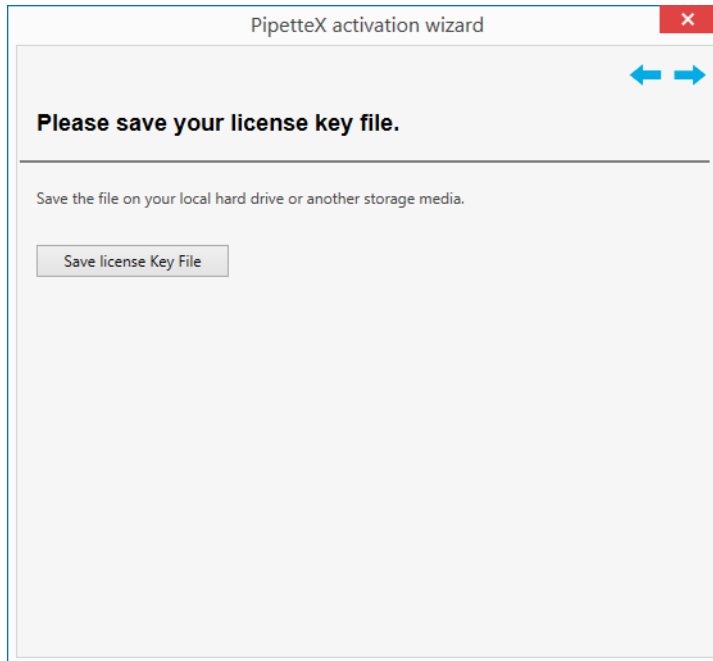 PipetteX activation wizard
Please save your license key file.
Save the file on your local hard drive or another storage media.
Save license Key File